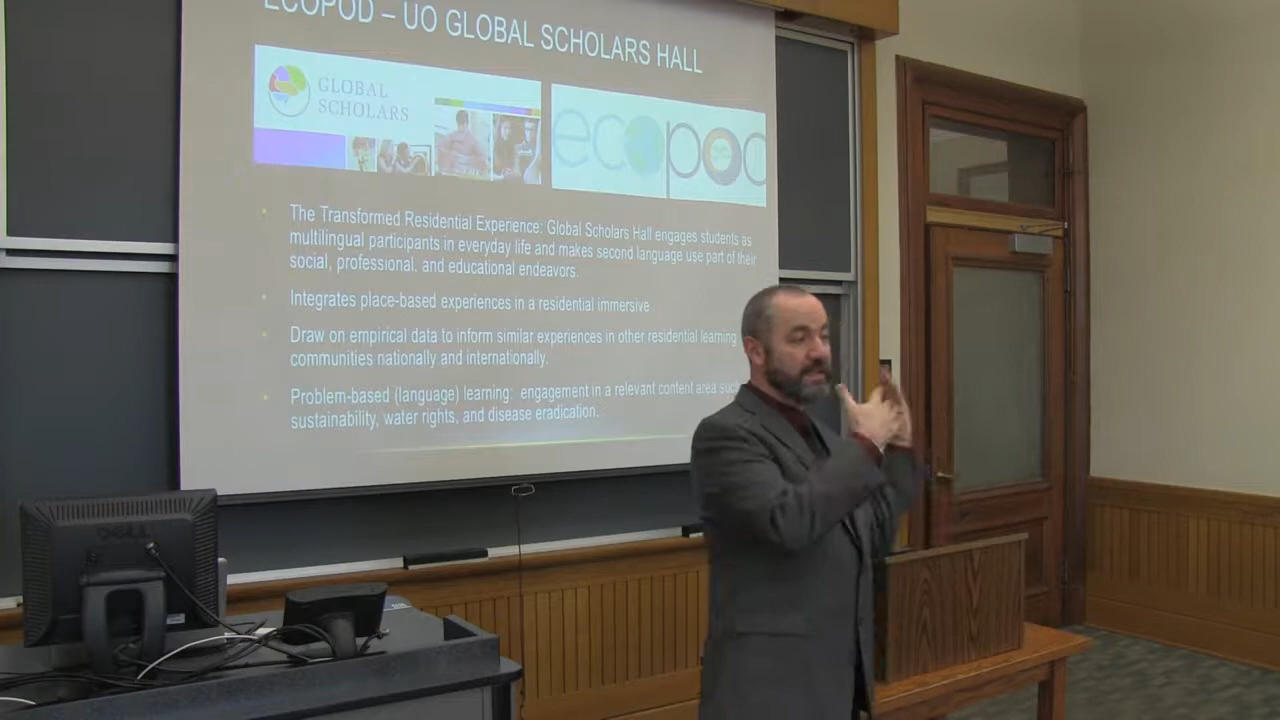 ECOPOD – UO GLOBAL SCHOLARS HALL
GLOBAL
SCHOLARS
ecopod
The Transformed Residential Experience: Global Scholars Hall engages students as
multilingual participants in everyday life and makes second language use part of their
social, professional, and educational endeavors.
Integrates place-based experiences in a residential immersive
Draw on empirical data to inform similar experiences in other residential learning
communities nationally and internationally.
Problem-based (language) learning: engagement in a relevant content area such
sustainability, water rights, and disease eradication.
DELL